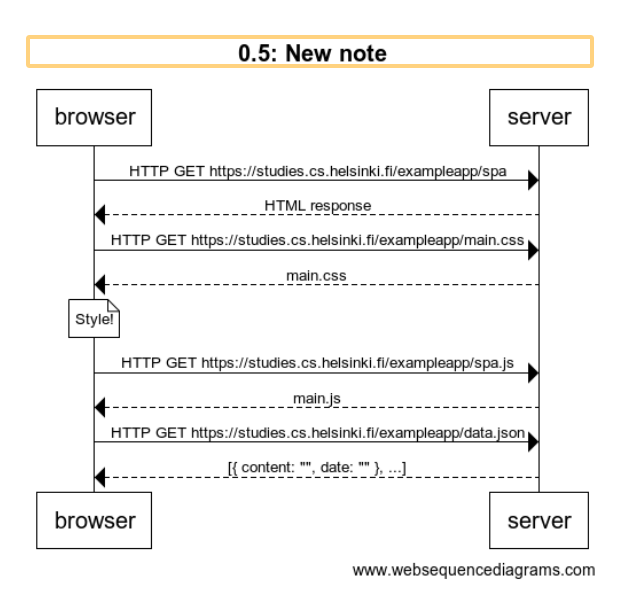 0.5: New note
browser server
HTTP GET https://studies.cs.helsinki.fi/exampleapp/spa
HTML response
HTTP GET https://studies.cs.helsinki.fi/exampleapp/main.css
main.css
Style!
HTTP GET https://studies.cs.helsinki.fi/exampleapp/spa.js
main.js
HTTP GET https://studies.cs.helsinki.fi/exampleapp/data.json
[{ content: "", date: "" }, ...]
browser server
www.websequencediagrams.com